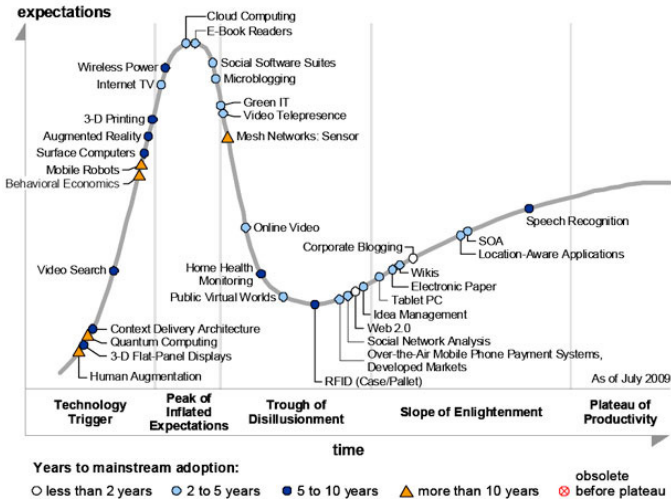 expectations
Cloud Computing
E-Book Readers
Wireless Power
Social Software Suites
Internet TV
Microblogging
Green IT
3-D Printing
Video Telepresence
Augmented Reality
Mesh Networks: Sensor
Surface Computers
Mobile Robots
Behavioral Economics
Speech Recognition
Online Video
SOA
Corporate Blogging
Location-Aware Applications
Video Search
Home Health
Monitoring
Wikis
Electronic Paper
Public Virtual Worlds
Tablet PC
Idea Management
Context Delivery Architecture
Web 2.0
Quantum Computing
Social Network Analysis
3-D Flat-Panel Displays
Over-the-Air Mobile Phone Payment Systems,
Developed Markets
Human Augmentation
RFID (Case/Pallet)
As of July 2009
Technology
Trigger
Peak of
Inflated
Expectations
Trough of
Disillusionment
Slope of Enlightenment
Plateau of
Productivity
time
Years to mainstream adoption:
less than 2 years
2 to 5 years
5 to 10 years
more than 10 years
obsolete
before plateau